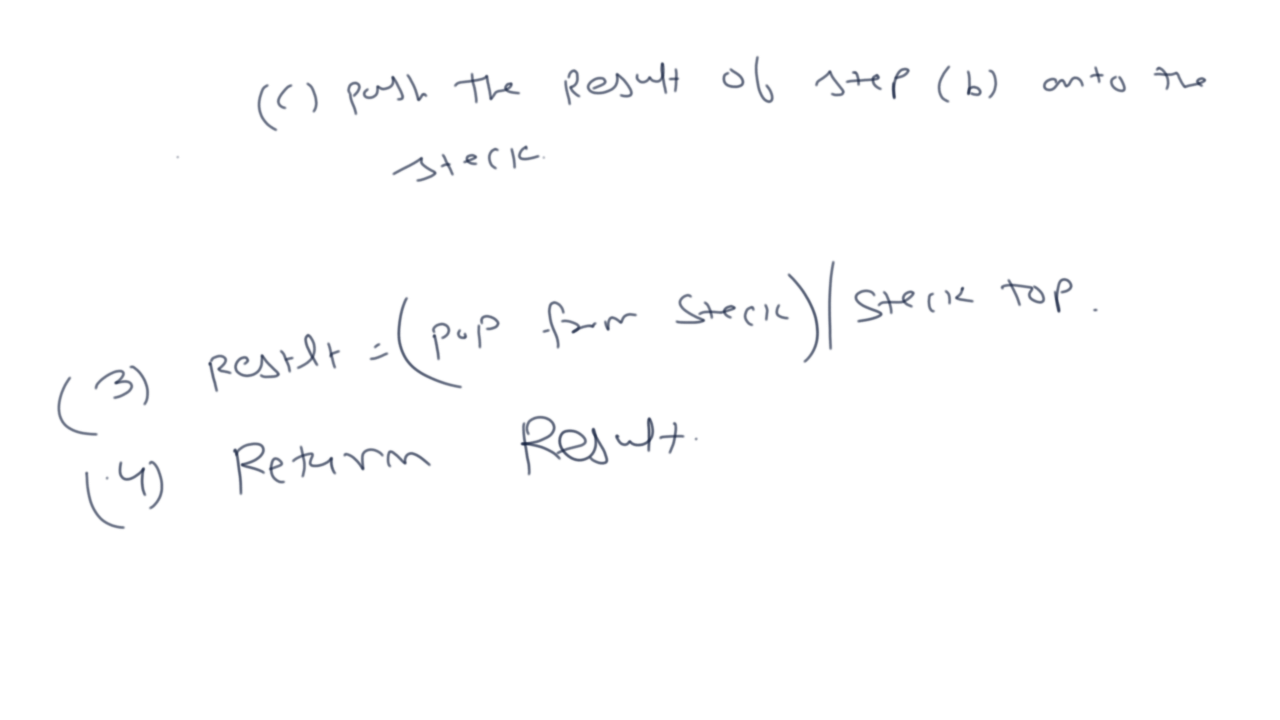 (c) push the Result of step (b) onto the
stack.
(3) Result = (pop from stack) | stack top.
(4) Return Result.